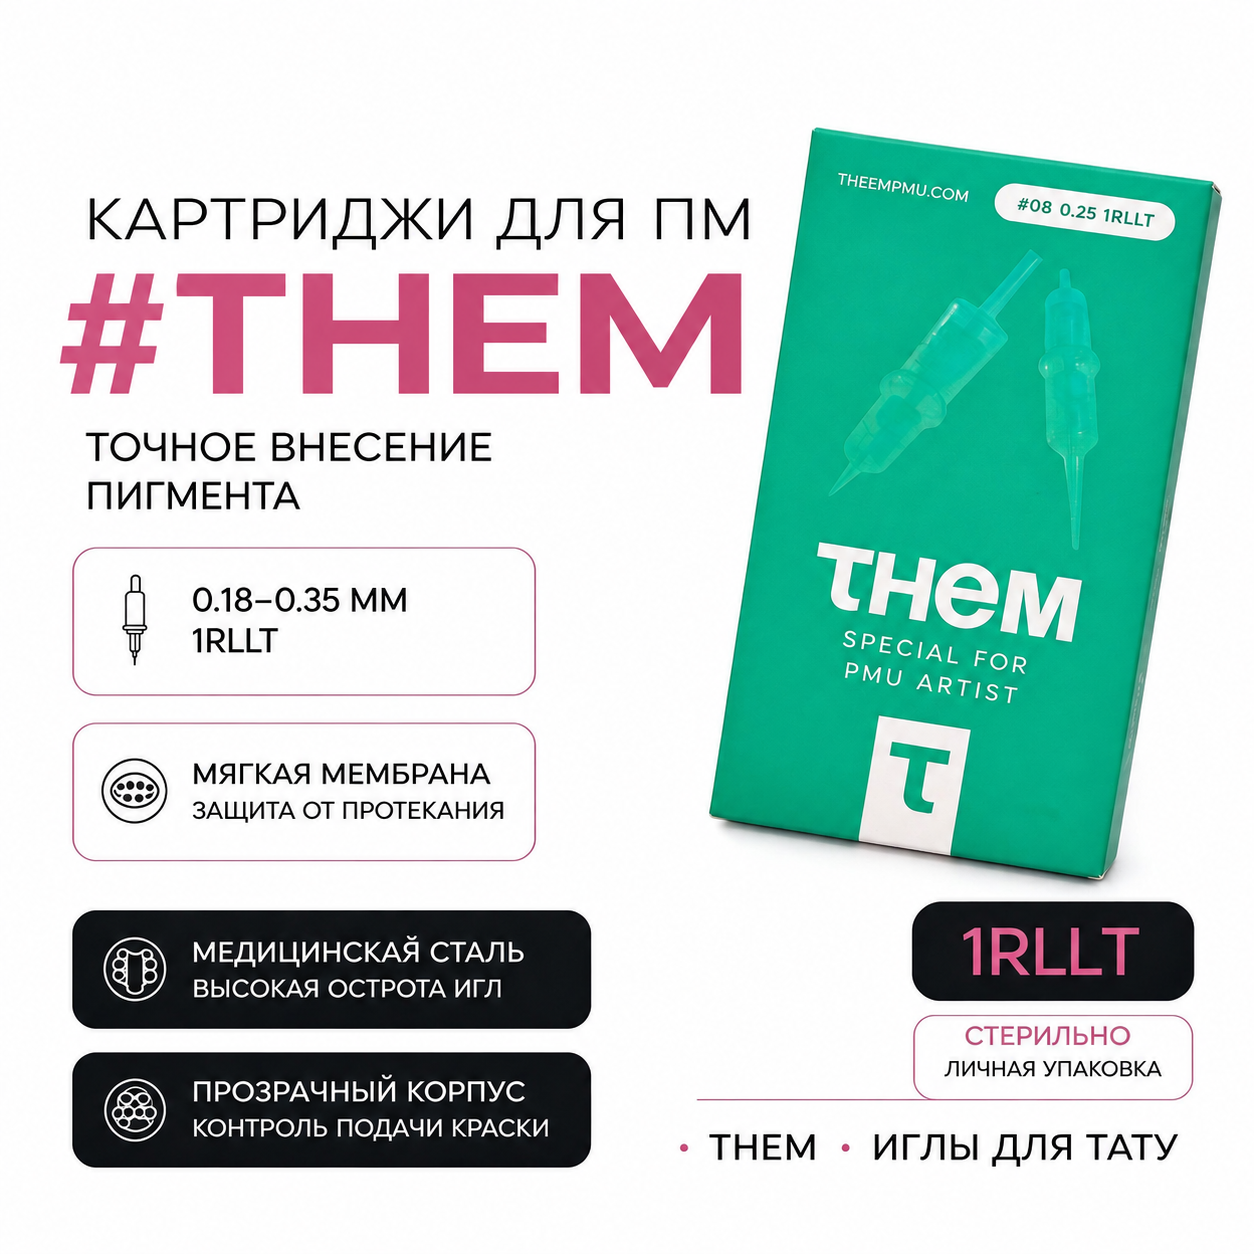 КАРТРИДЖИ ДЛЯ ПМ
#THEM
ТОЧНОЕ ВНЕСЕНИЕ
ПИГМЕНТА
0.18–0.35 ММ
1RLLT
МЯГКАЯ МЕМБРАНА
ЗАЩИТА ОТ ПРОТЕКАНИЯ
МЕДИЦИНСКАЯ СТАЛЬ
ВЫСОКАЯ ОСТРОТА ИГЛ
ПРОЗРАЧНЫЙ КОРПУС
КОНТРОЛЬ ПОДАЧИ КРАСКИ
THEEMPMU.COM
#08 0.25 1RLLT
THEM
SPECIAL FOR
PMU ARTIST
T
1RLLT
СТЕРИЛЬНО
ЛИЧНАЯ УПАКОВКА
• THEM • ИГЛЫ ДЛЯ ТАТУ